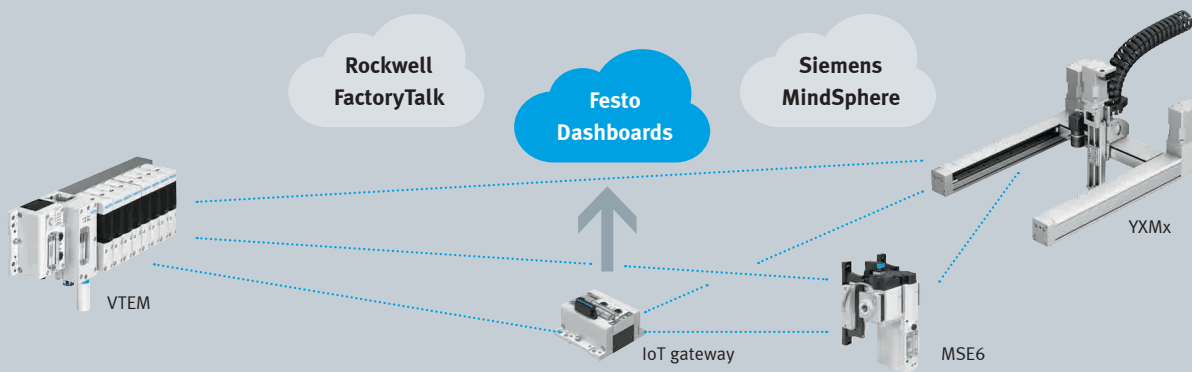 Rockwell
FactoryTalk
Festo
Dashboards
Siemens
MindSphere
YXMx
VTEM
IoT gateway
MSE6